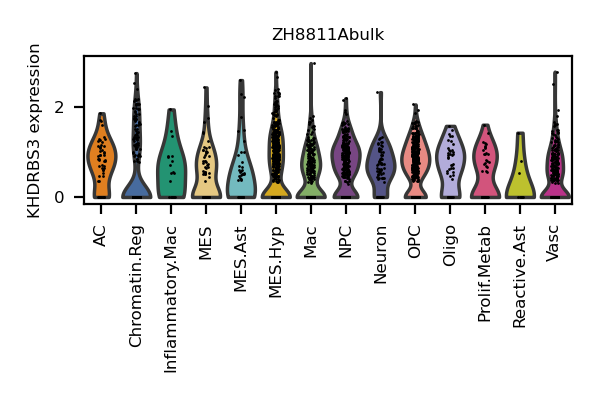 ZH8811Abulk
KHDRBS3 expression
2
0
AC
Chromatin.Reg
Inflammatory.Mac
MES
MES.Ast
MES.Hyp
Mac
NPC
Neuron
OPC
Oligo
Prolif.Metab
Reactive.Ast
Vasc